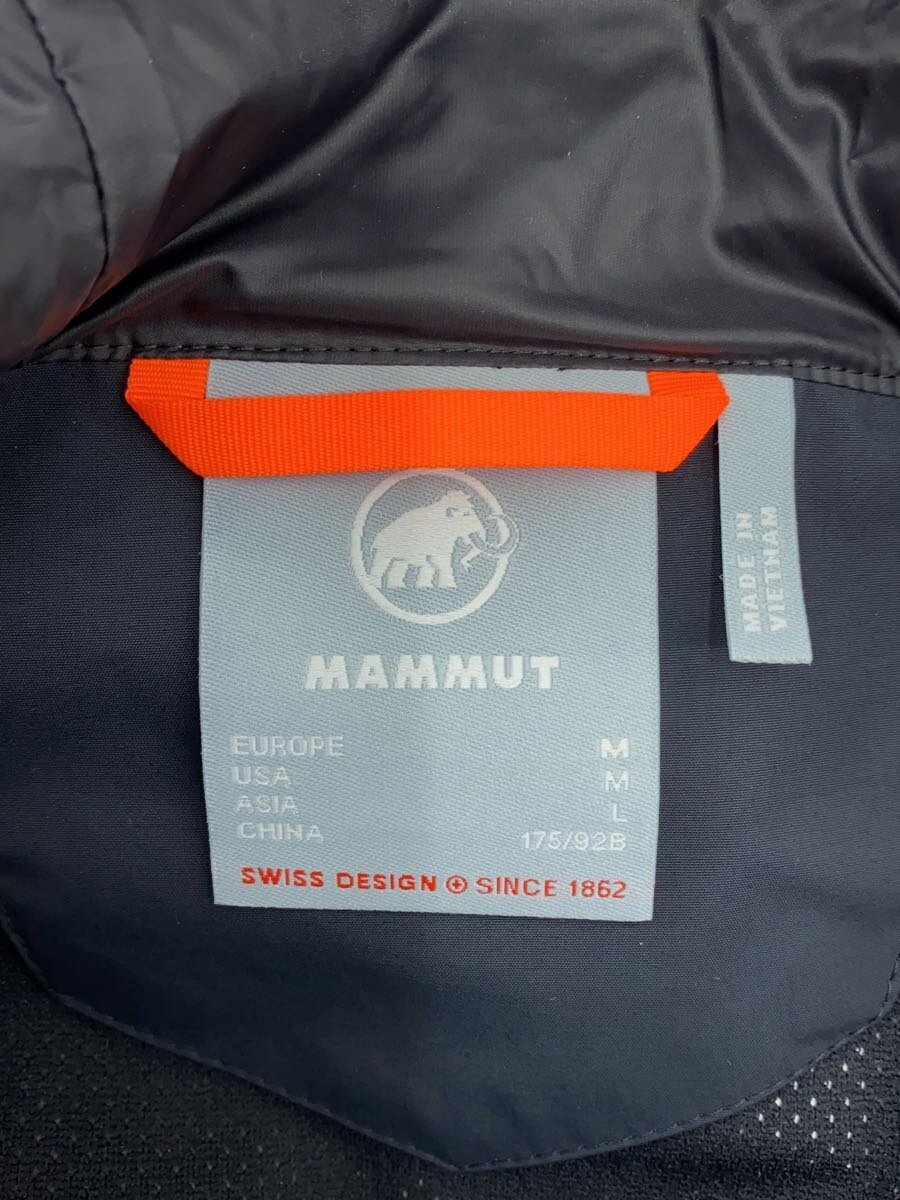 MAMMUT
EUROPE M
USA M
ASIA L
CHINA 175/92B
SWISS DESIGN SINCE 1862
MADE IN
VIETNAM